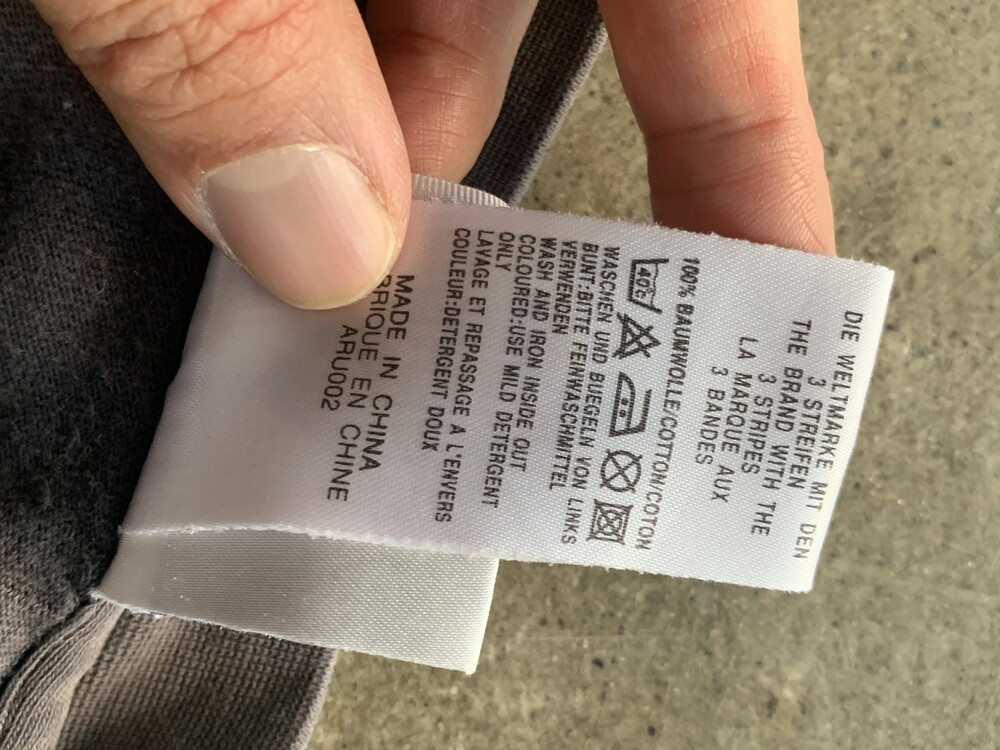 DIE WELTMARKE MIT DEN
3 STREIFEN
THE BRAND WITH THE
3 STRIPES
LA MARQUE AUX
3 BANDES
100% BAUMWOLLE/COTTON/COTON
40°
WASCHEN UND BUEGELN VON LINKS
BUNT:BITTE FEINWASCHMITTEL
VERWENDEN
WASH AND IRON INSIDE OUT
COLOURED-USE MILD DETERGENT
ONLY
LAVAGE ET REPASSAGE A L'ENVERS
COULEUR:DETERGENT DOUX
MADE IN CHINA
BRIQUE EN CHINE
ARU002